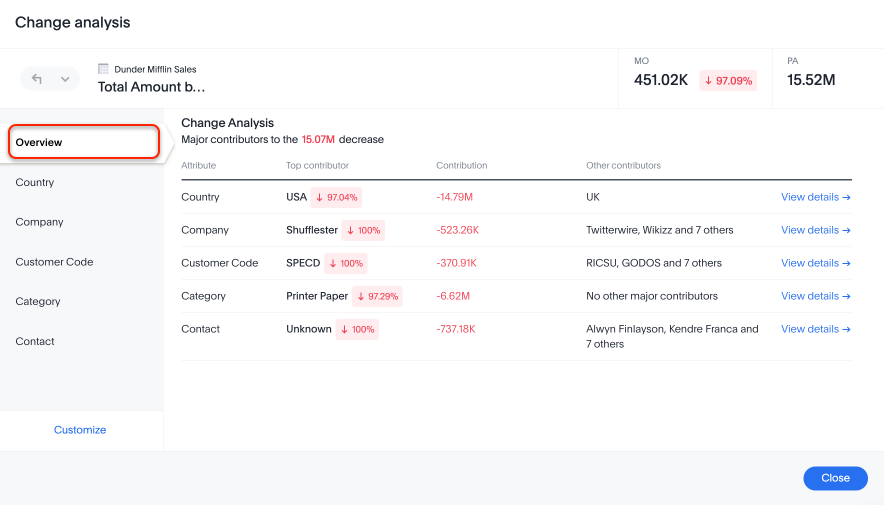 Change analysis
Dunder Mifflin Sales
Total Amount b...
MO
451.02K ↓ 97.09%
PA
15.52M
Overview
Country
Company
Customer Code
Category
Contact
Customize
Change Analysis
Major contributors to the 15.07M decrease
Attribute Top contributor Contribution Other contributors
Country USA ↓ 97.04% -14.79M UK View details →
Company Shufflester ↓ 100% -523.26K Twitterwire, Wikizz and 7 others View details →
Customer Code SPECD ↓ 100% -370.91K RICSU, GODOS and 7 others View details →
Category Printer Paper ↓ 97.29% -6.62M No other major contributors View details →
Contact Unknown ↓ 100% -737.18K Alwyn Finlayson, Kendre Franca and View details →
7 others
Close